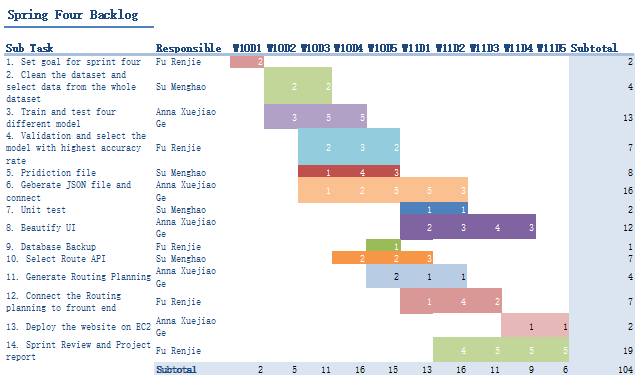 Spring Four Backlog
Sub Task Responsible W10D1 W10D2 W10D3 W10D4 W10D5 W11D1 W11D2 W11D3 W11D4 W11D5 Subtotal
1. Set goal for sprint four Fu Renjie 2 2
2. Clean the dataset and
select data from the whole Su Menghao 2 2 4
dataset
3. Train and test four Anna Xuejiao 3 5 5 13
different model Ge
4. Validation and select the
model with highest accuracy Fu Renjie 2 3 2 7
rate
5. Pridiction file Su Menghao 1 4 3 8
6. Geberate JSON file and Anna Xuejiao 1 2 5 5 3 16
connect Ge
7. Unit test Su Menghao 1 1 2
8. Beautify UI Anna Xuejiao 2 3 4 3 12
Ge
9. Database Backup Fu Renjie 1 1
10. Select Route API Su Menghao 2 2 3 7
11. Generate Routing Planning Anna Xuejiao 2 1 1 4
Ge
12. Connect the Routing Fu Renjie 1 4 2 7
planning to frount end
13. Deploy the website on EC2 Anna Xuejiao 1 1 2
Ge
14. Sprint Review and Project Fu Renjie 4 5 5 5 19
report
Subtotal 2 5 11 16 15 13 16 11 9 6 104